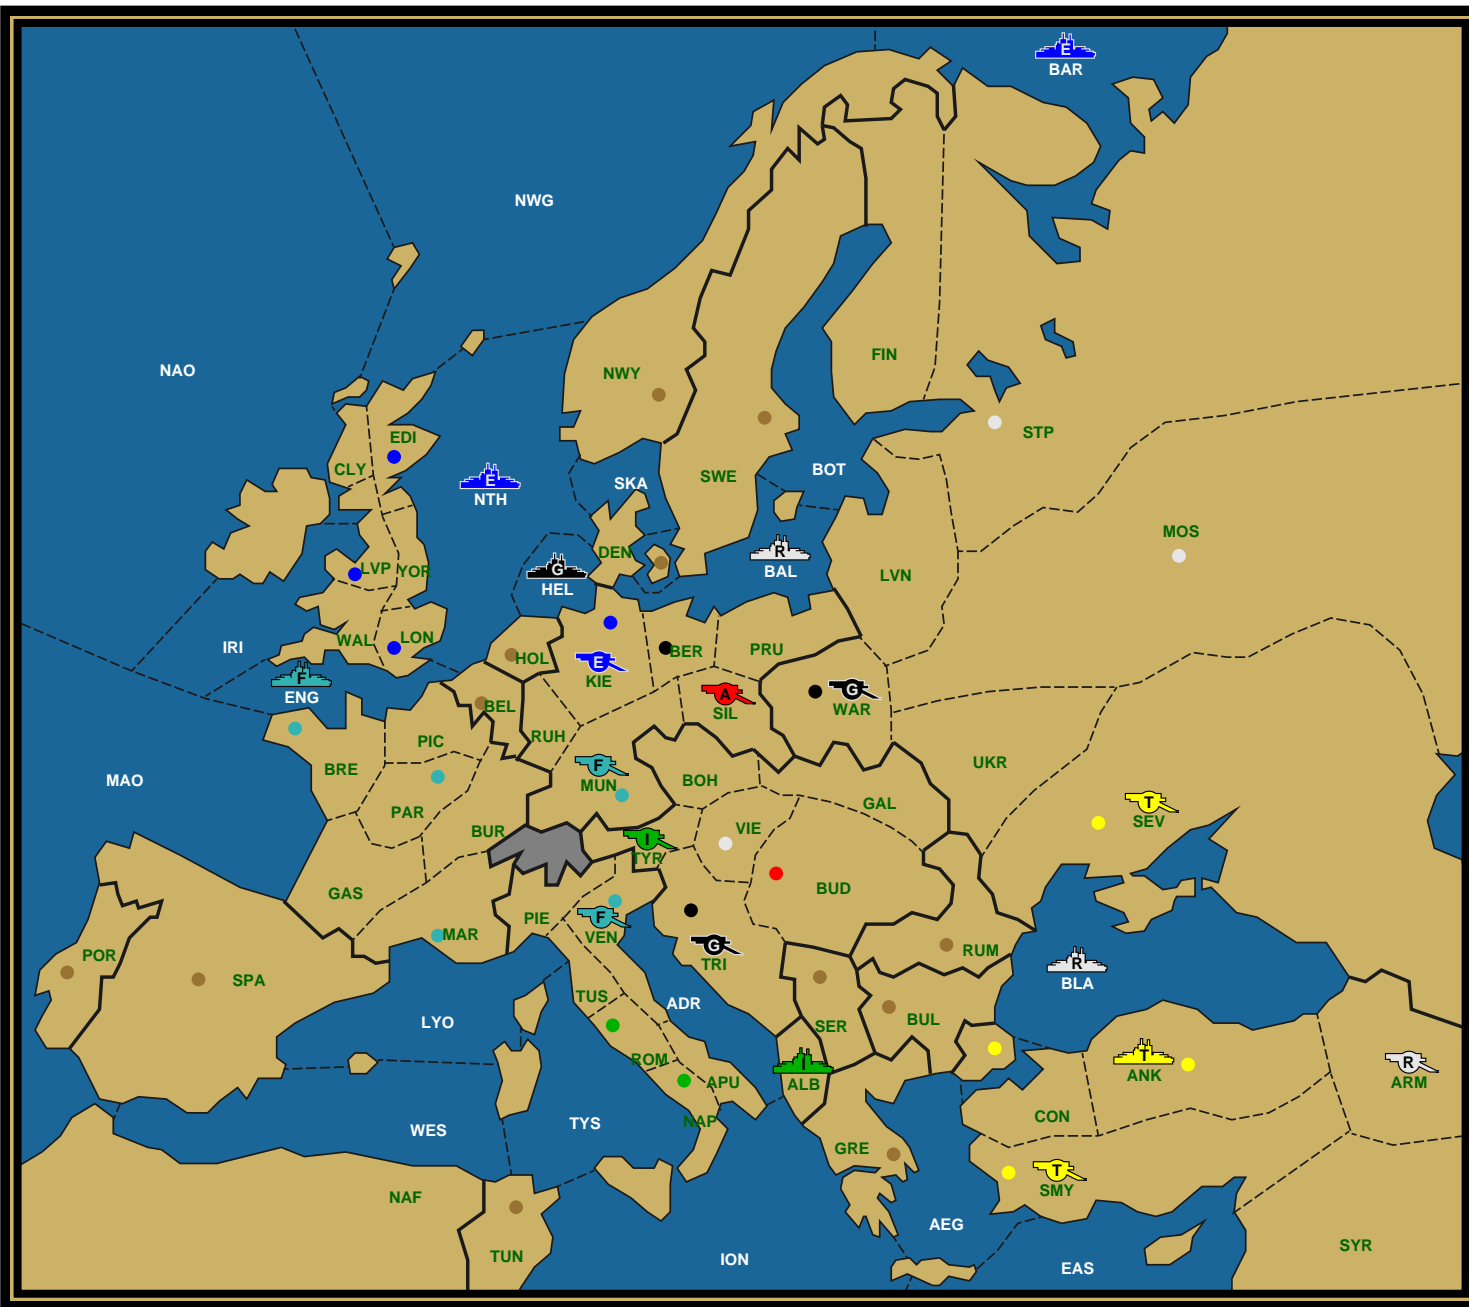 E
BAR
NWG
NAO
FIN
NWY
EDI
STP
CLY
SWE
BOT
SKA
E
NTH
MOS
DEN
R
BAL
G
HEL
LVP
YOR
LVN
IRI
WAL
LON
HOL
E
KIE
BER
PRU
F
ENG
BEL
A
SIL
G
WAR
PIC
RUH
BRE
F
MUN
BOH
UKR
MAO
PAR
GAL
T
SEV
BUR
I
TYR
VIE
GAS
BUD
PIE
F
VEN
MAR
G
TRI
POR
SPA
RUM
R
BLA
TUS
ADR
LYO
SER
BUL
ROM
I
ALB
T
ANK
R
ARM
APU
NAP
CON
WES
TYS
GRE
T
SMY
NAF
AEG
TUN
ION
EAS
SYR